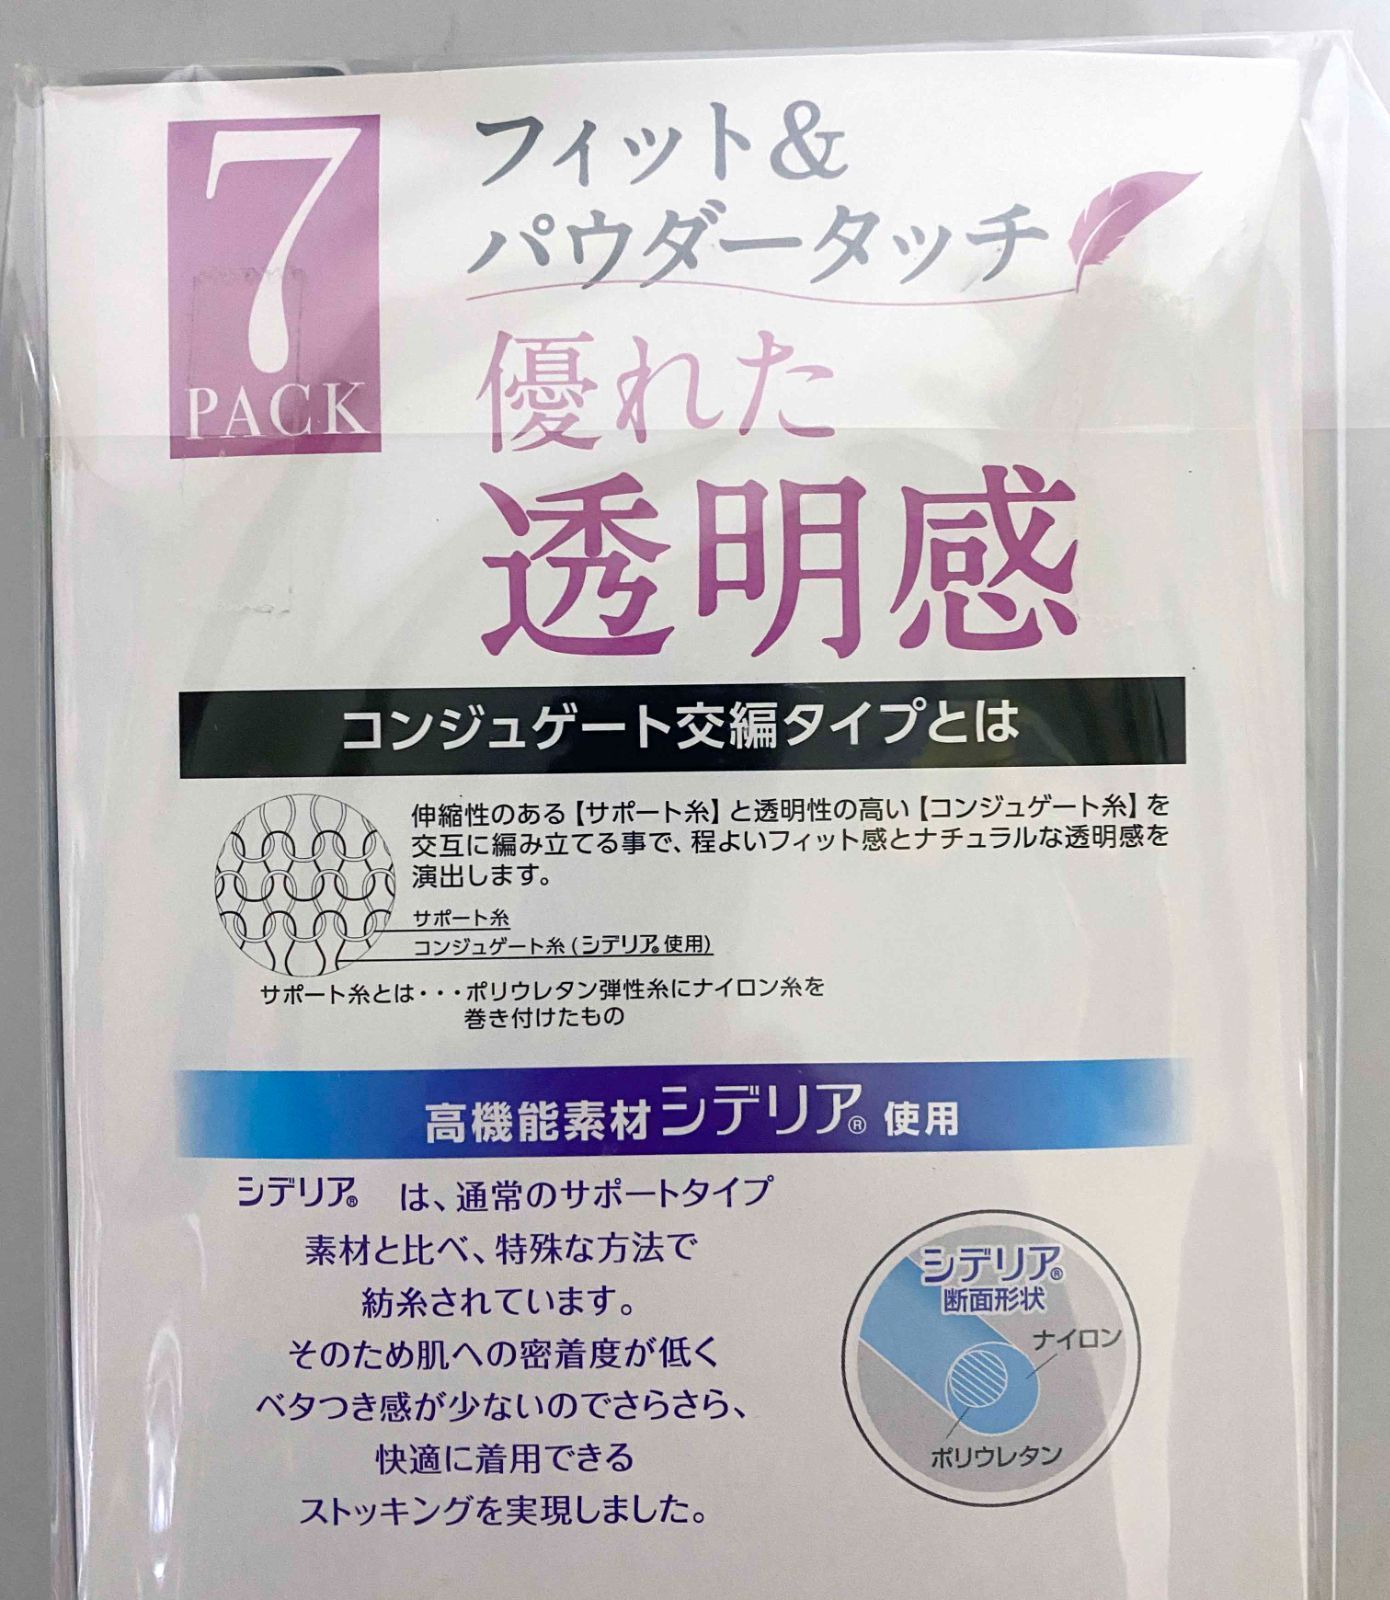 7
PACK
フィット&
パウダータッチ
優れた
透明感
コンジュゲート交編タイプとは
伸縮性のある【サポート糸】と透明性の高い【コンジュゲート糸】を
交互に編み立てる事で、程よいフィット感とナチュラルな透明感を
演出します。
サポート糸
コンジュゲート糸(シデリア®使用)
サポート糸とは・・・ポリウレタン弾性糸にナイロン糸を
巻き付けたもの
高機能素材シデリア®使用
シデリア® は、通常のサポートタイプ
素材と比べ、特殊な方法で
紡糸されています。
そのため肌への密着度が低く
ベタつき感が少ないのでさらさら、
快適に着用できる
ストッキングを実現しました。
シデリア®
断面形状
ナイロン
ポリウレタン